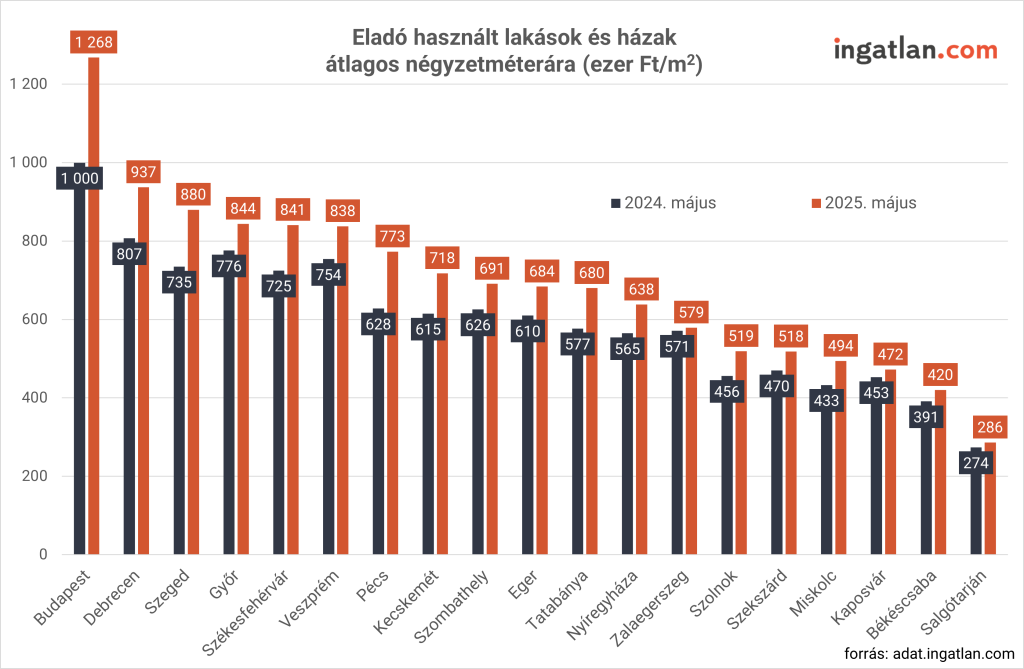 Eladó használt lakások és házak
átlagos négyzetméterára (ezer Ft/m²)
ingatlan.com
2024. május
2025. május
1 200
1 000
800
600
400
200
0
1 000
1 268
807
937
735
880
776
844
725
841
754
838
628
773
615
718
626
691
610
684
577
680
565
638
571
579
456
519
470
518
433
494
453
472
391
420
274
286
Budapest
Debrecen
Szeged
Győr
Székesfehérvár
Veszprém
Pécs
Kecskemét
Szombathely
Eger
Tatabánya
Nyíregyháza
Zalaegerszeg
Szolnok
Szekszárd
Miskolc
Kaposvár
Békéscsaba
Salgótarján
forrás: adat.ingatlan.com